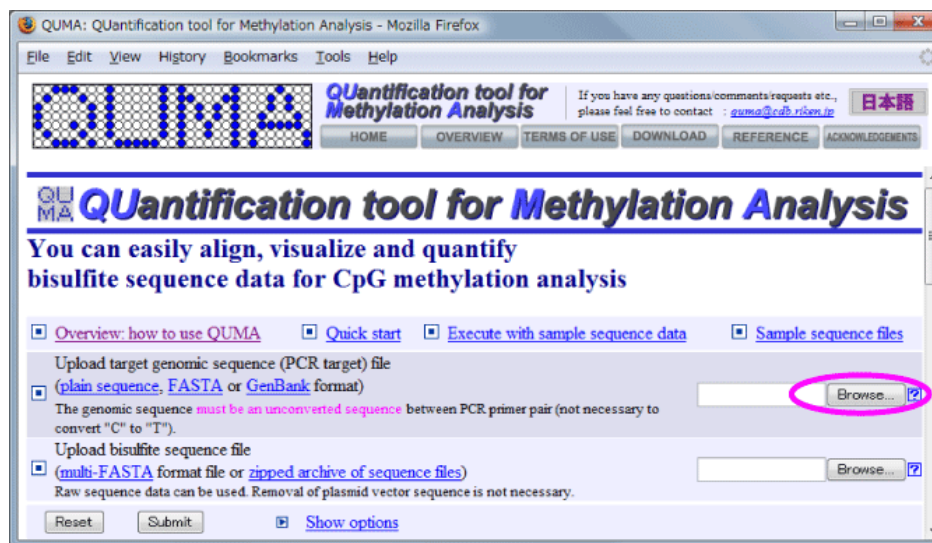 QUMA: QUantification tool for Methylation Analysis - Mozilla Firefox
File Edit View History Bookmarks Tools Help
QUMA
QUantification tool for
Methylation Analysis
If you have any questions/comments/requests etc.,
please feel free to contact : quma@cdb.riken.jp
日本語
HOME OVERVIEW TERMS OF USE DOWNLOAD REFERENCE ACKNOWLEDGEMENTS
QU
MA
QUantification tool for Methylation Analysis
You can easily align, visualize and quantify
bisulfite sequence data for CpG methylation analysis
Overview: how to use QUMA Quick start Execute with sample sequence data Sample sequence files
Upload target genomic sequence (PCR target) file
(plain sequence, FASTA or GenBank format)
Browse... ?
The genomic sequence must be an unconverted sequence between PCR primer pair (not necessary to
convert "C" to "T").
Upload bisulfite sequence file
(multi-FASTA format file or zipped archive of sequence files)
Browse... ?
Raw sequence data can be used. Removal of plasmid vector sequence is not necessary.
Reset Submit Show options